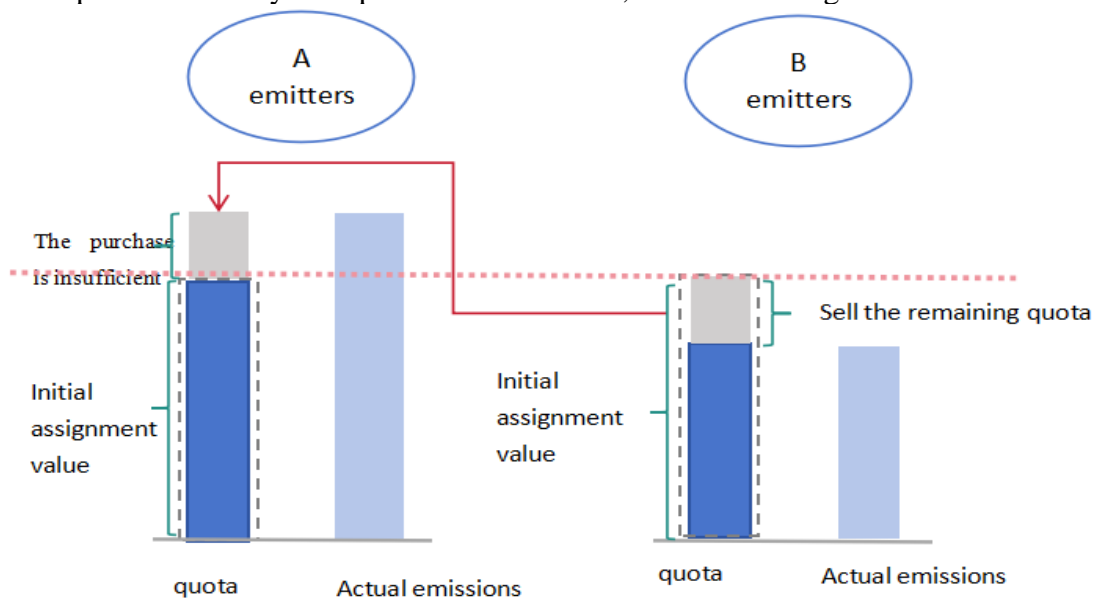 A
emitters
B
emitters
The purchase
is insufficient
Sell the remaining quota
Initial
assignment
value
Initial
assignment
value
quota
Actual emissions
quota
Actual emissions